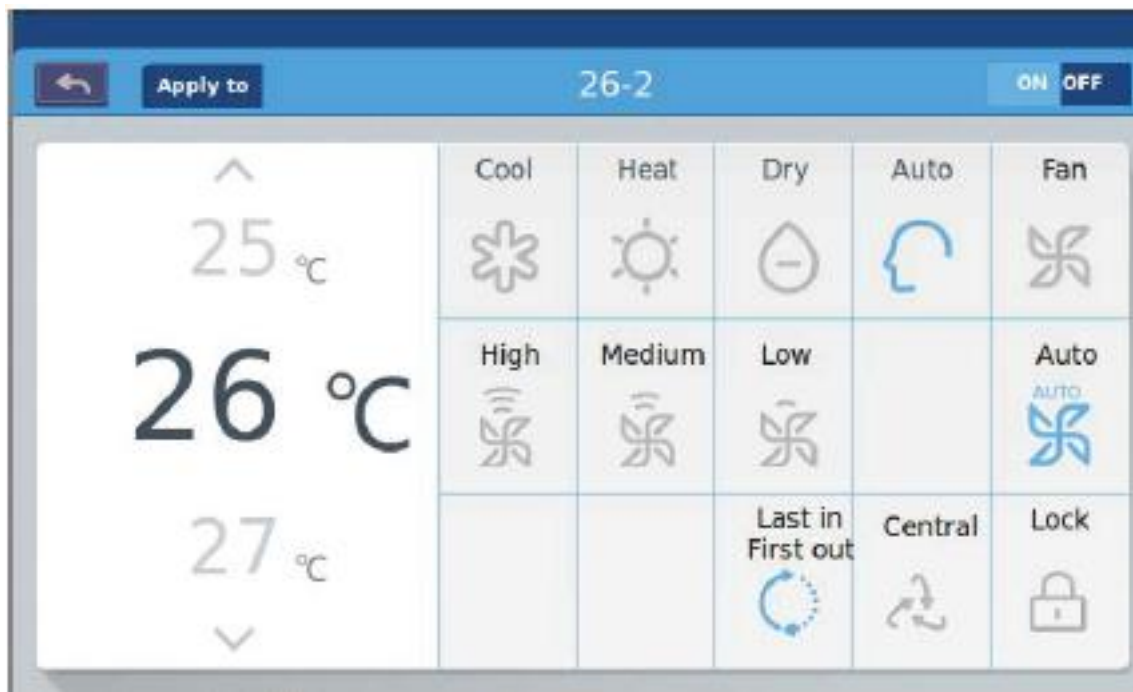 Apply to
26-2
ON OFF
25 °C
26 °C
27 °C
Cool Heat Dry Auto Fan
High Medium Low Auto
AUTO
Last in
First out
Central
Lock